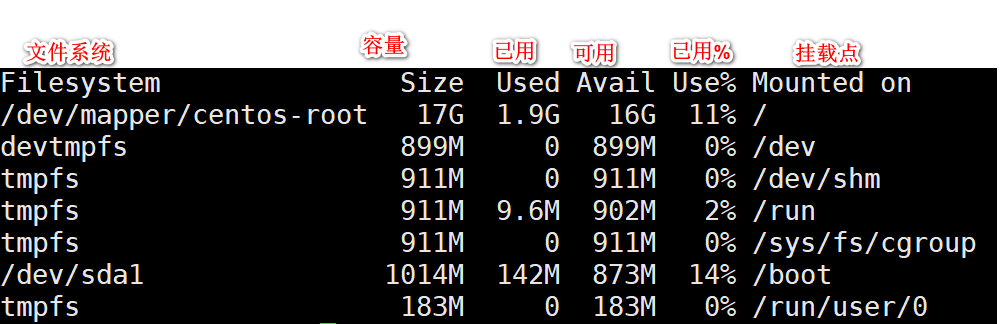 文件系统 容量 已用 可用 已用% 挂载点
Filesystem Size Used Avail Use% Mounted on
/dev/mapper/centos-root 17G 1.9G 16G 11% /
devtmpfs 899M 0 899M 0% /dev
tmpfs 911M 0 911M 0% /dev/shm
tmpfs 911M 9.6M 902M 2% /run
tmpfs 911M 0 911M 0% /sys/fs/cgroup
/dev/sda1 1014M 142M 873M 14% /boot
tmpfs 183M 0 183M 0% /run/user/0